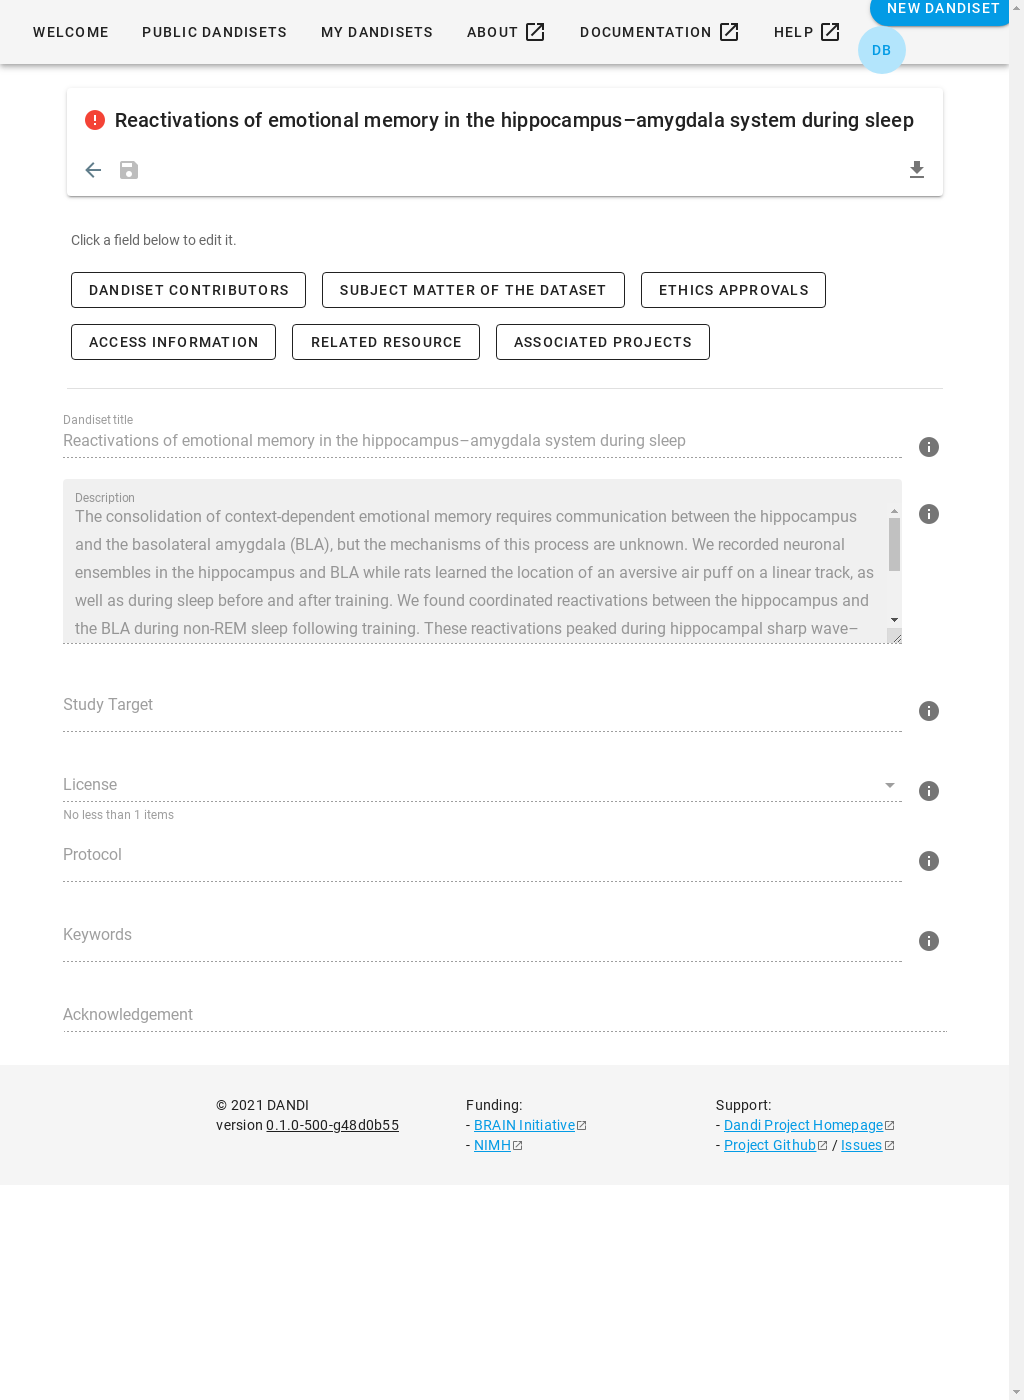 WELCOME PUBLIC DANDISETS MY DANDISETS ABOUT DOCUMENTATION HELP NEW DANDISET
DB
Reactivations of emotional memory in the hippocampus–amygdala system during sleep
Click a field below to edit it.
DANDISET CONTRIBUTORS SUBJECT MATTER OF THE DATASET ETHICS APPROVALS
ACCESS INFORMATION RELATED RESOURCE ASSOCIATED PROJECTS
Dandiset title
Reactivations of emotional memory in the hippocampus–amygdala system during sleep
Description
The consolidation of context-dependent emotional memory requires communication between the hippocampus
and the basolateral amygdala (BLA), but the mechanisms of this process are unknown. We recorded neuronal
ensembles in the hippocampus and BLA while rats learned the location of an aversive air puff on a linear track, as
well as during sleep before and after training. We found coordinated reactivations between the hippocampus and
the BLA during non-REM sleep following training. These reactivations peaked during hippocampal sharp wave–
Study Target
License
No less than 1 items
Protocol
Keywords
Acknowledgement
© 2021 DANDI
version 0.1.0-500-g48d0b55
Funding:
- BRAIN Initiative
- NIMH
Support:
- Dandi Project Homepage
- Project Github / Issues